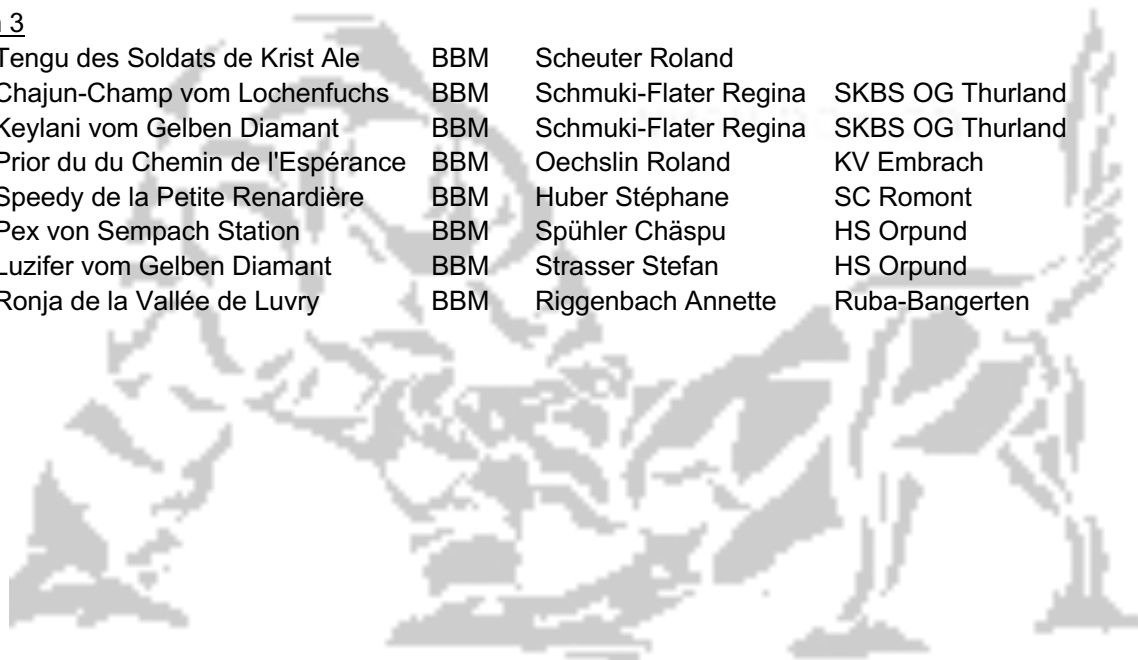 3
Tengu des Soldats de Krist Ale BBM Scheuter Roland
Chajun-Champ vom Lochenfuchs BBM Schmuki-Flater Regina SKBS OG Thurland
Keylani vom Gelben Diamant BBM Schmuki-Flater Regina SKBS OG Thurland
Prior du du Chemin de l'Espérance BBM Oechslin Roland KV Embrach
Speedy de la Petite Renardière BBM Huber Stéphane SC Romont
Pex von Sempach Station BBM Spühler Chäspu HS Orpund
Luzifer vom Gelben Diamant BBM Strasser Stefan HS Orpund
Ronja de la Vallée de Luvry BBM Riggenbach Annette Ruba-Bangerten